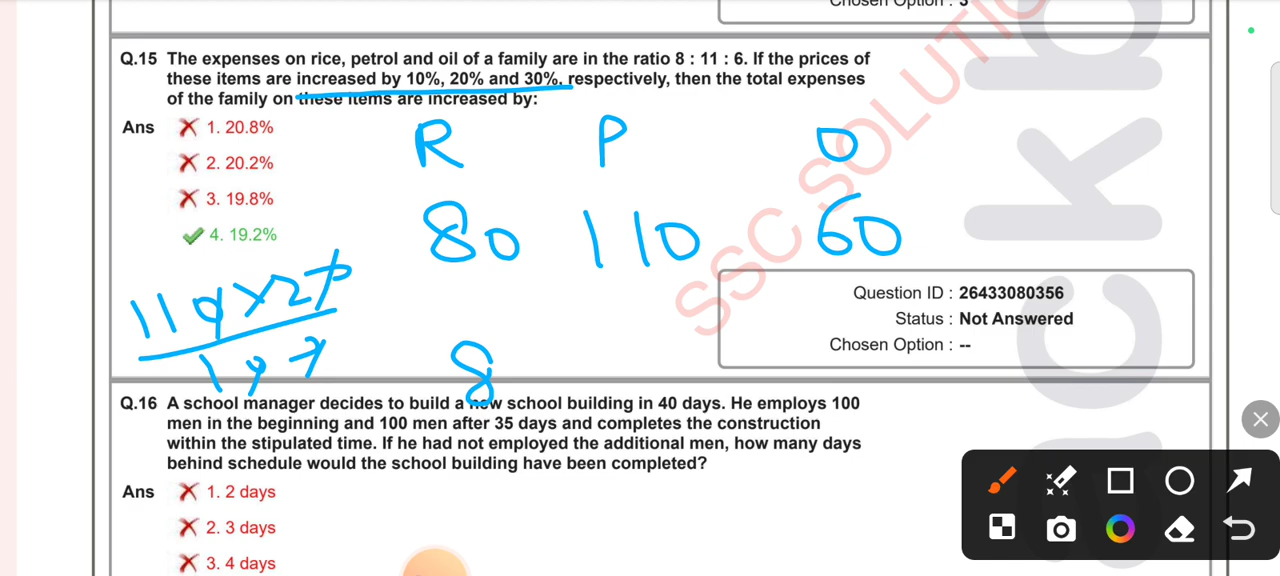 Chosen Option : 3
Q.15 The expenses on rice, petrol and oil of a family are in the ratio 8 : 11 : 6. If the prices of
these items are increased by 10%, 20% and 30%, respectively, then the total expenses
of the family on these items are increased by:
Ans 1. 20.8%
2. 20.2%
3. 19.8%
4. 19.2%
R P O
80 110 60
110 x 20
100
8
SSC SOLUTIO
Question ID : 26433080356
Status : Not Answered
Chosen Option : --
Q.16 A school manager decides to build a new school building in 40 days. He employs 100
men in the beginning and 100 men after 35 days and completes the construction
within the stipulated time. If he had not employed the additional men, how many days
behind schedule would the school building have been completed?
Ans 1. 2 days
2. 3 days
3. 4 days